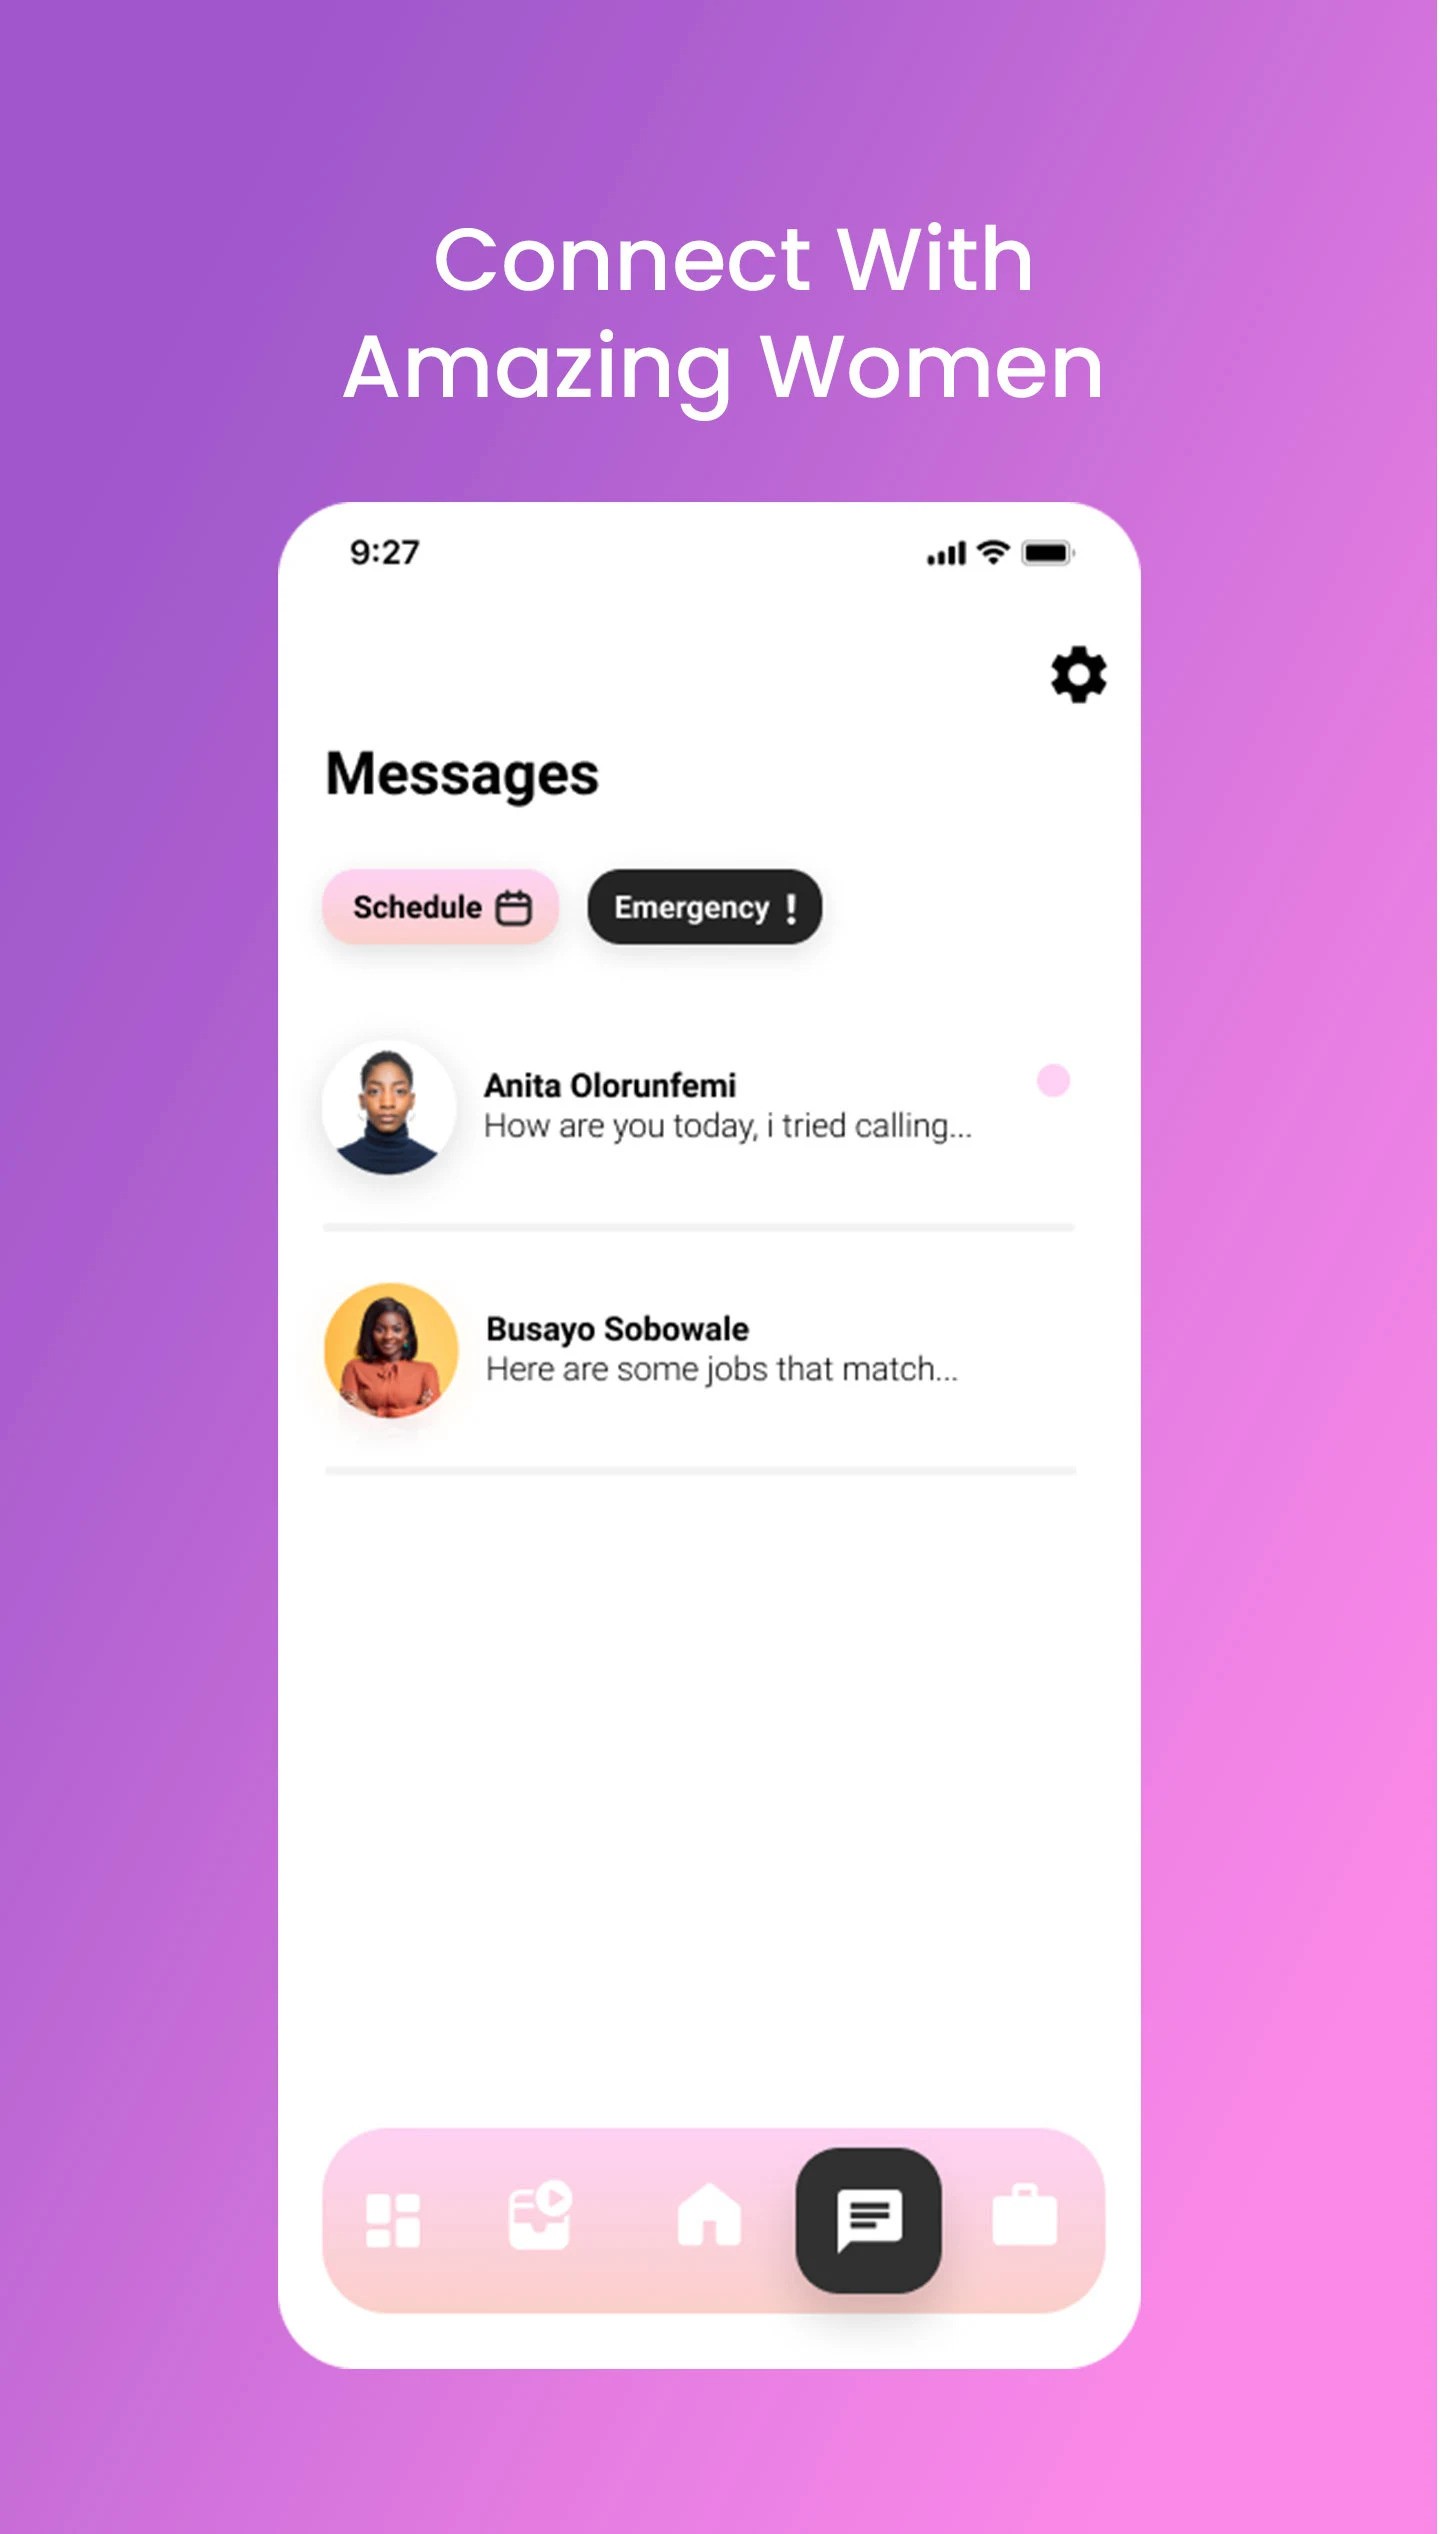 Connect With
Amazing Women
9:27
Messages
Schedule
Emergency !
Anita Olorunfemi
How are you today, i tried calling...
Busayo Sobowale
Here are some jobs that match...